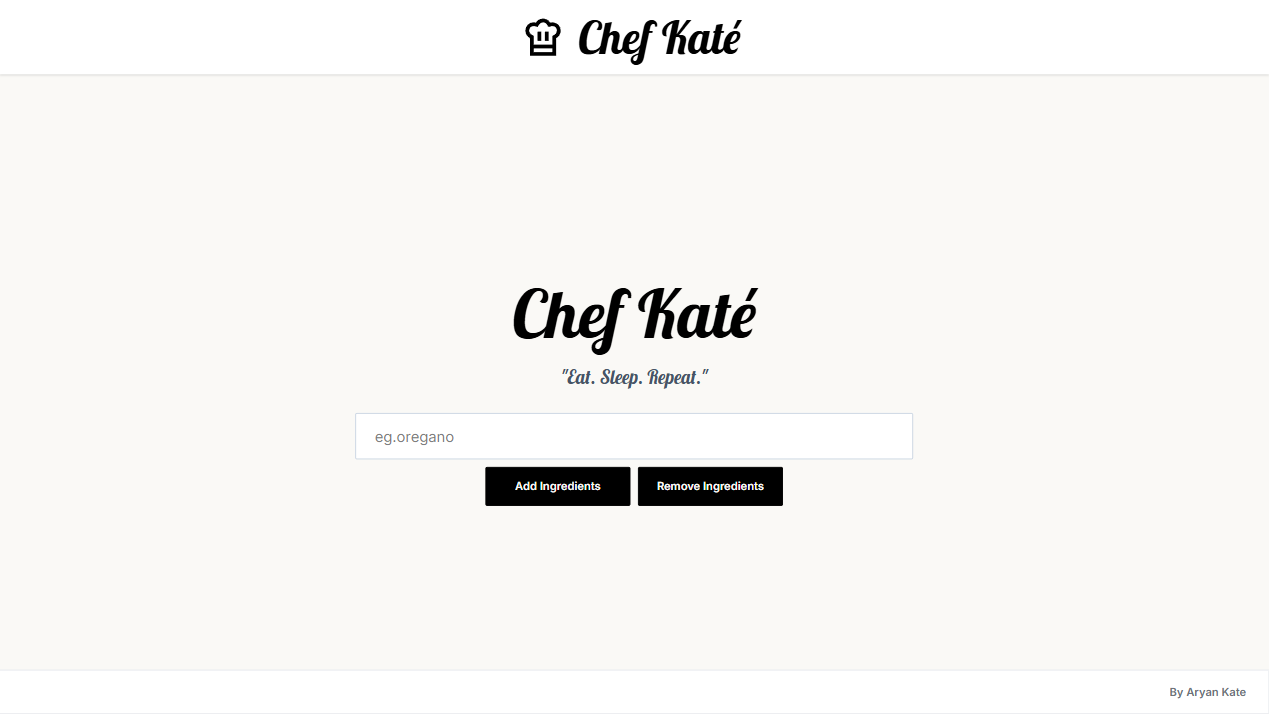 Chef Katé
Chef Katé
"Eat. Sleep. Repeat."
eg.oregano
Add Ingredients Remove Ingredients
By Aryan Kate